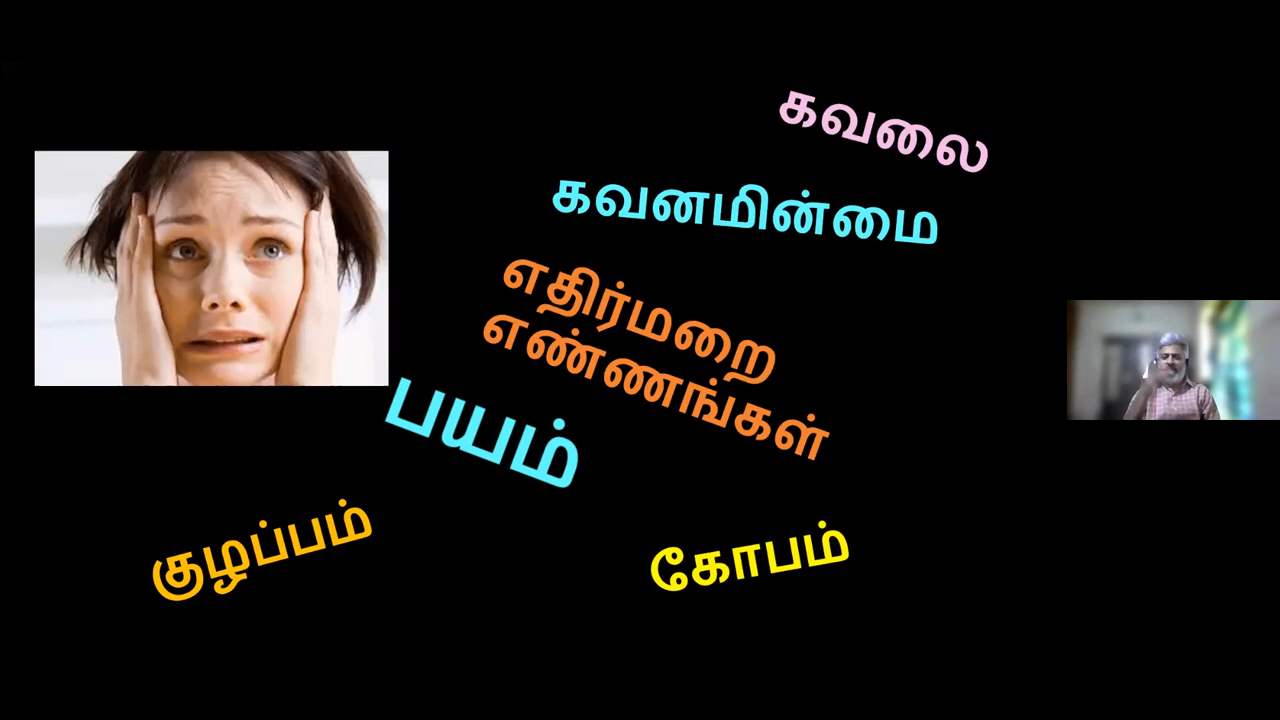 கவலை
கவனமின்மை
எதிர்மறை
எண்ணங்கள்
பயம்
குழப்பம்
கோபம்